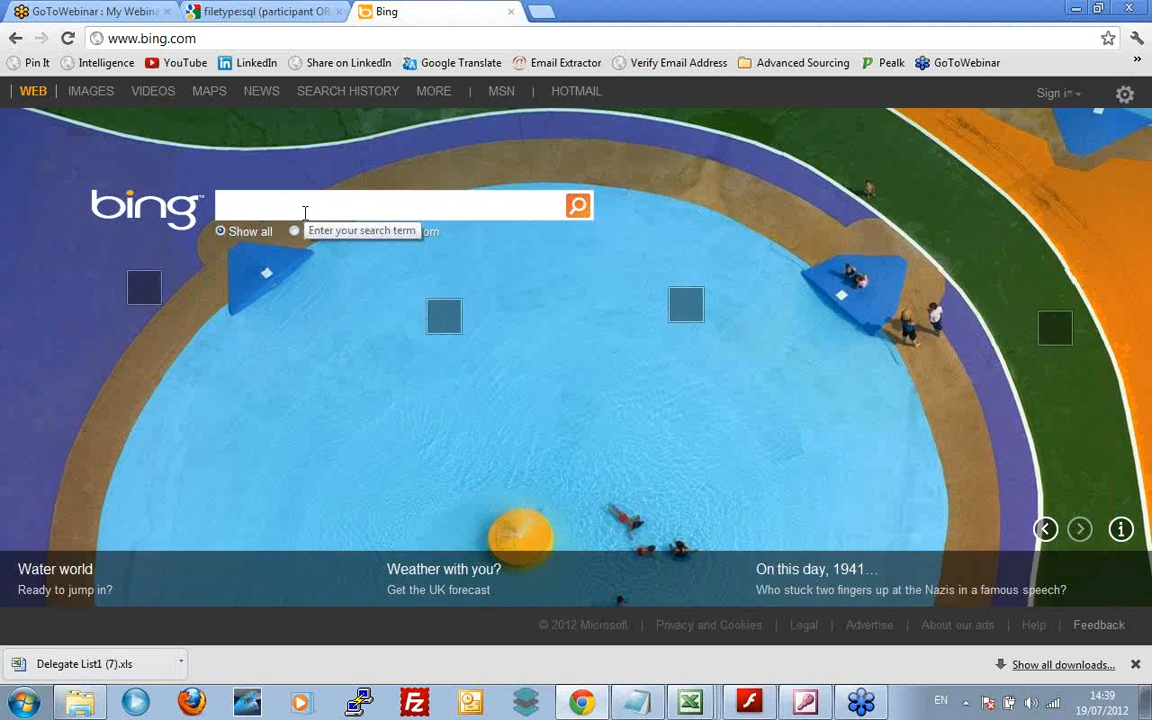 GoToWebinar : My Webina
filetype:sql (participant OR
Bing
www.bing.com
Pin It
Intelligence
YouTube
LinkedIn
Share on LinkedIn
Google Translate
Email Extractor
Verify Email Address
Advanced Sourcing
Pealk
GoToWebinar
WEB
IMAGES
VIDEOS
MAPS
NEWS
SEARCH HISTORY
MORE
MSN
HOTMAIL
Sign in
bing™
Show all
Enter your search term
om
Water world
Ready to jump in?
Weather with you?
Get the UK forecast
On this day, 1941…
Who stuck two fingers up at the Nazis in a famous speech?
© 2012 Microsoft | Privacy and Cookies | Legal | Advertise | About our ads | Help | Feedback
Delegate List1 (7).xls
Show all downloads...
EN
14:39
19/07/2012